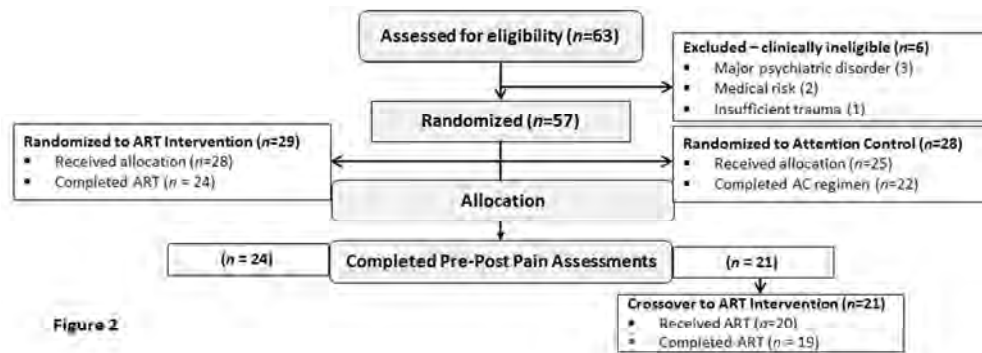 Assessed for eligibility (n=63)
Excluded – clinically ineligible (n=6)
▪ Major psychiatric disorder (3)
▪ Medical risk (2)
▪ Insufficient trauma (1)
Randomized (n=57)
Randomized to ART Intervention (n=29)
▪ Received allocation (n=28)
▪ Completed ART (n = 24)
Randomized to Attention Control (n=28)
▪ Received allocation (n=25)
▪ Completed AC regimen (n=22)
Allocation
(n = 24)
Completed Pre-Post Pain Assessments
(n = 21)
Crossover to ART Intervention (n=21)
▪ Received ART (n=20)
▪ Completed ART (n = 19)
Figure 2